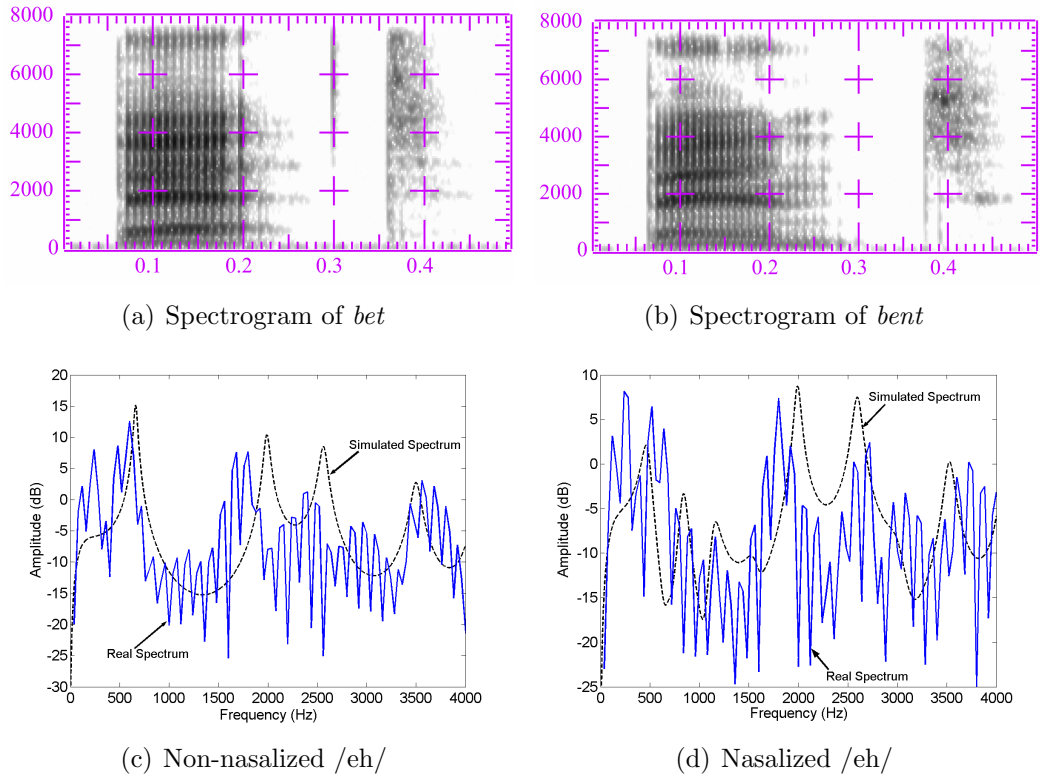 8000
6000
4000
2000
0
0.1 0.2 0.3 0.4
(a) Spectrogram of bet
8000
6000
4000
2000
0
0.1 0.2 0.3 0.4
(b) Spectrogram of bent
20
15
10
5
0
-5
-10
-15
-20
-25
-30
Amplitude (dB)
Simulated Spectrum
Real Spectrum
0 500 1000 1500 2000 2500 3000 3500 4000
Frequency (Hz)
(c) Non-nasalized /eh/
10
5
0
-5
-10
-15
-20
-25
Amplitude (dB)
Simulated Spectrum
Real Spectrum
0 500 1000 1500 2000 2500 3000 3500 4000
Frequency (Hz)
(d) Nasalized /eh/